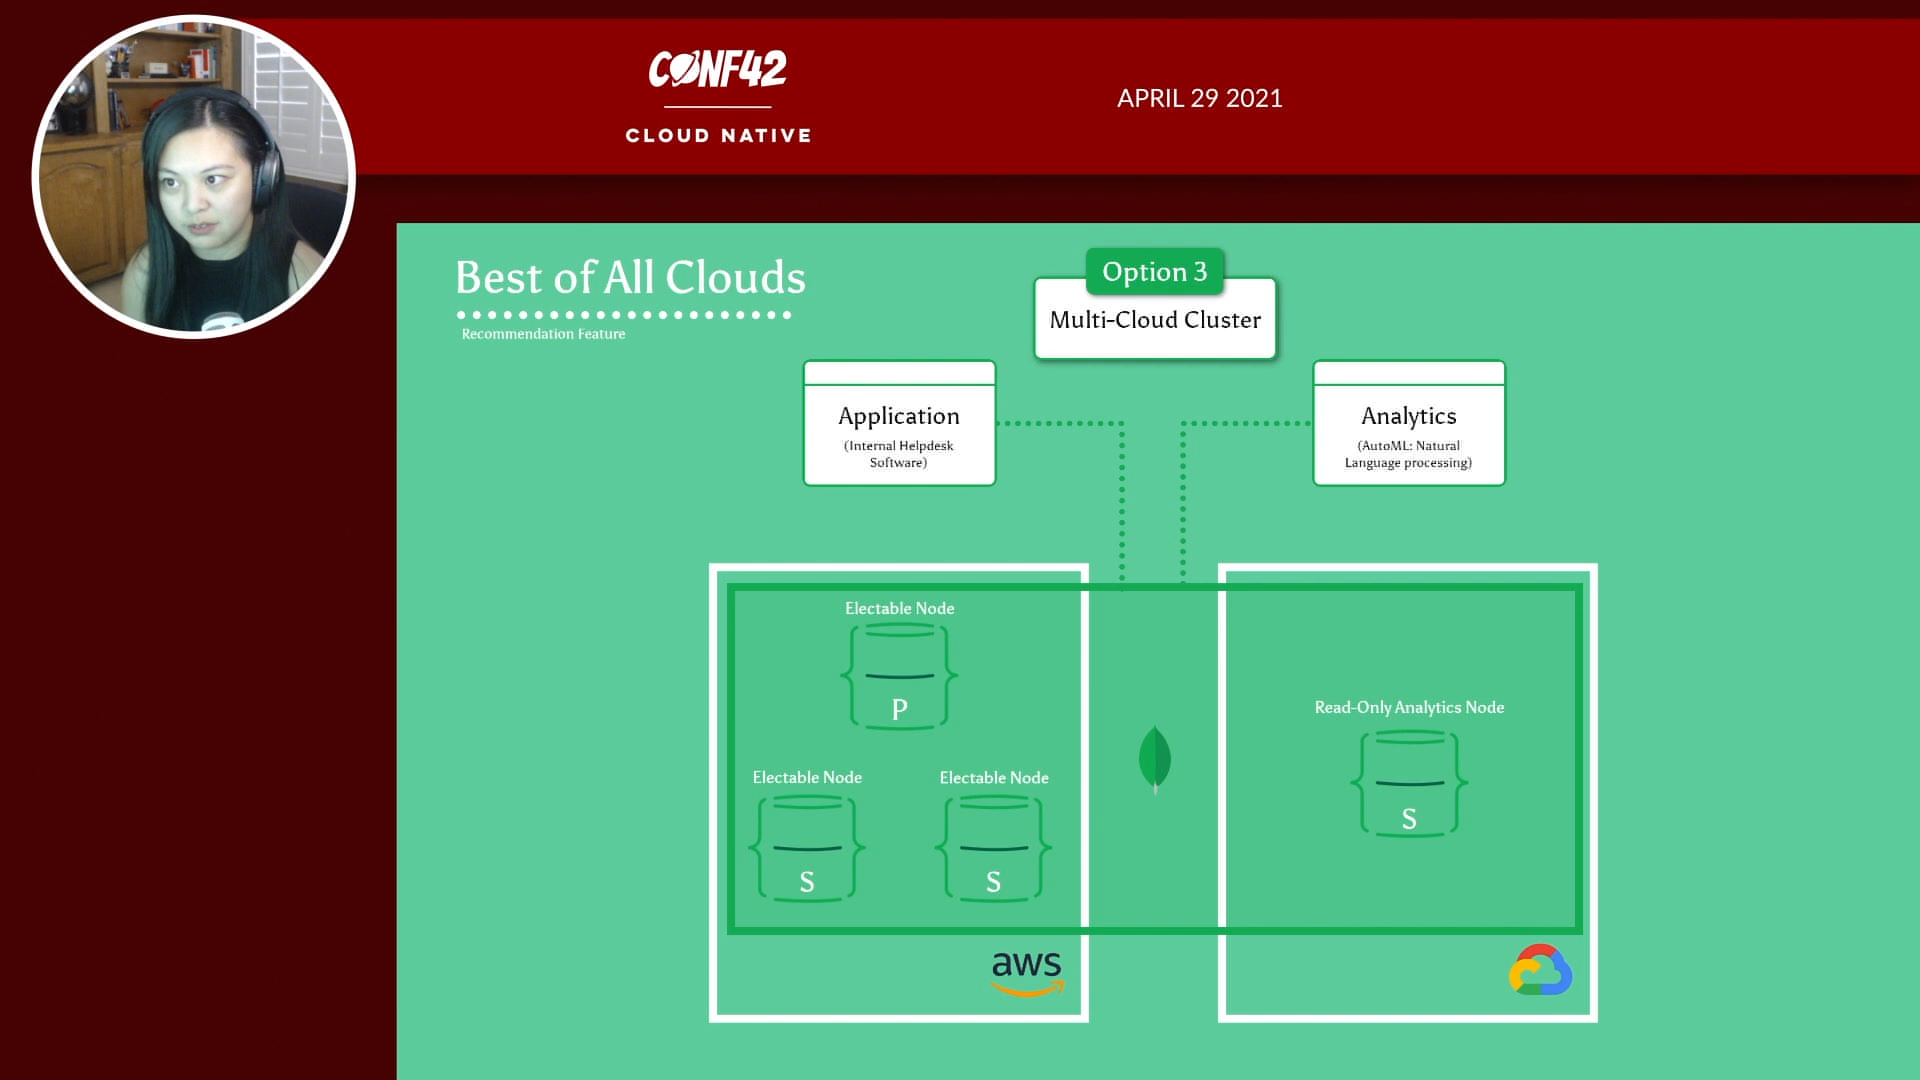 CONF42
CLOUD NATIVE
APRIL 29 2021
Best of All Clouds
Recommendation Feature
Option 3
Multi-Cloud Cluster
Application
(Internal Helpdesk
Software)
Analytics
(AutoML: Natural
Language processing)
Electable Node
P
Electable Node
S
Electable Node
S
Read-Only Analytics Node
S
aws